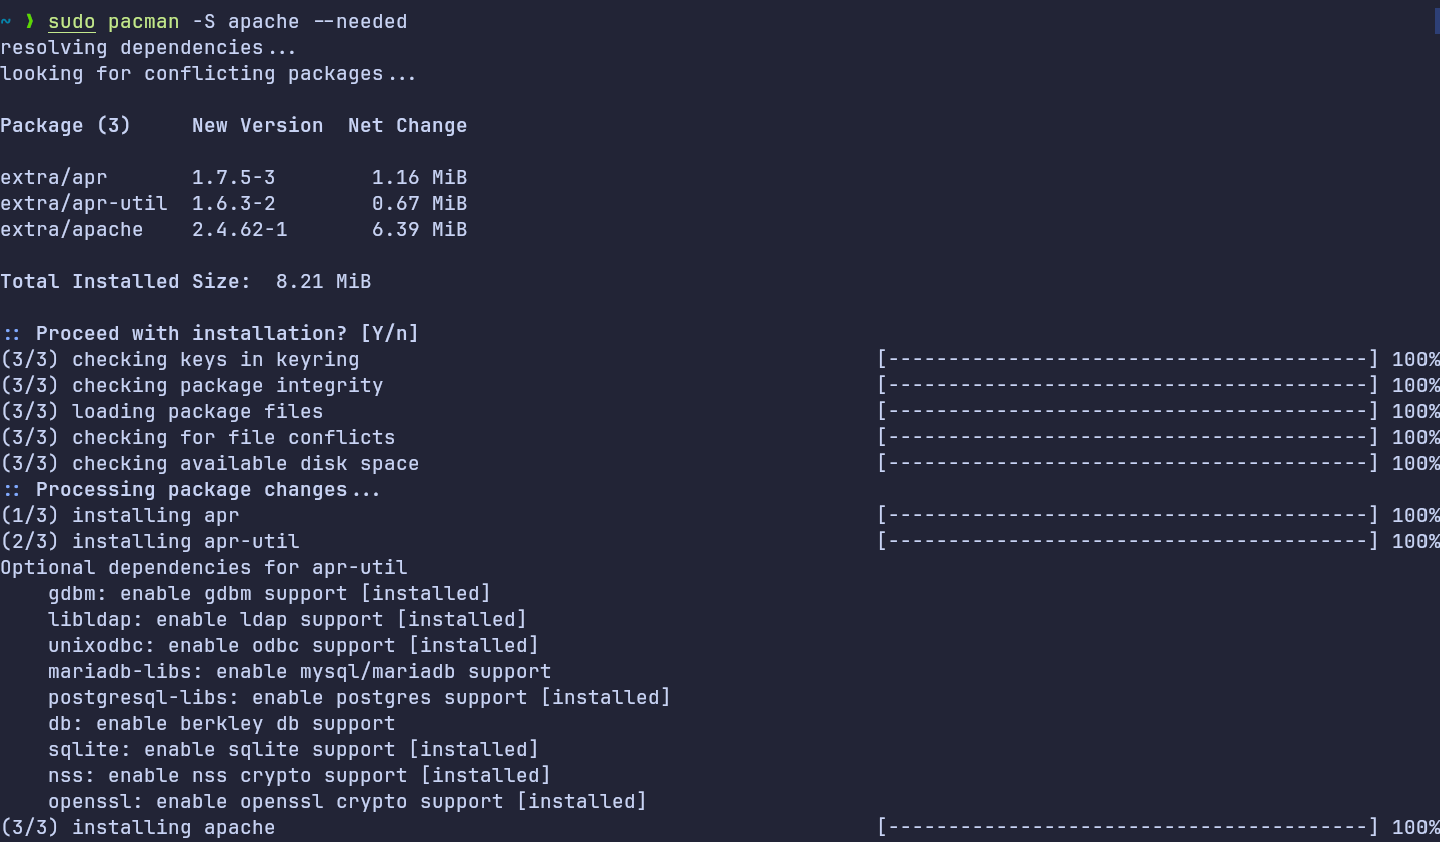 ~ ❯ sudo pacman -S apache --needed
resolving dependencies...
looking for conflicting packages...
Package (3)     New Version  Net Change
extra/apr       1.7.5-3        1.16 MiB
extra/apr-util  1.6.3-2        0.67 MiB
extra/apache    2.4.62-1       6.39 MiB
Total Installed Size:  8.21 MiB
:: Proceed with installation? [Y/n]
(3/3) checking keys in keyring                                           [----------------------------------------] 100%
(3/3) checking package integrity                                         [----------------------------------------] 100%
(3/3) loading package files                                              [----------------------------------------] 100%
(3/3) checking for file conflicts                                        [----------------------------------------] 100%
(3/3) checking available disk space                                      [----------------------------------------] 100%
:: Processing package changes...
(1/3) installing apr                                                     [----------------------------------------] 100%
(2/3) installing apr-util                                                [----------------------------------------] 100%
Optional dependencies for apr-util
    gdbm: enable gdbm support [installed]
    libldap: enable ldap support [installed]
    unixodbc: enable odbc support [installed]
    mariadb-libs: enable mysql/mariadb support
    postgresql-libs: enable postgres support [installed]
    db: enable berkley db support
    sqlite: enable sqlite support [installed]
    nss: enable nss crypto support [installed]
    openssl: enable openssl crypto support [installed]
(3/3) installing apache                                                  [----------------------------------------] 100%